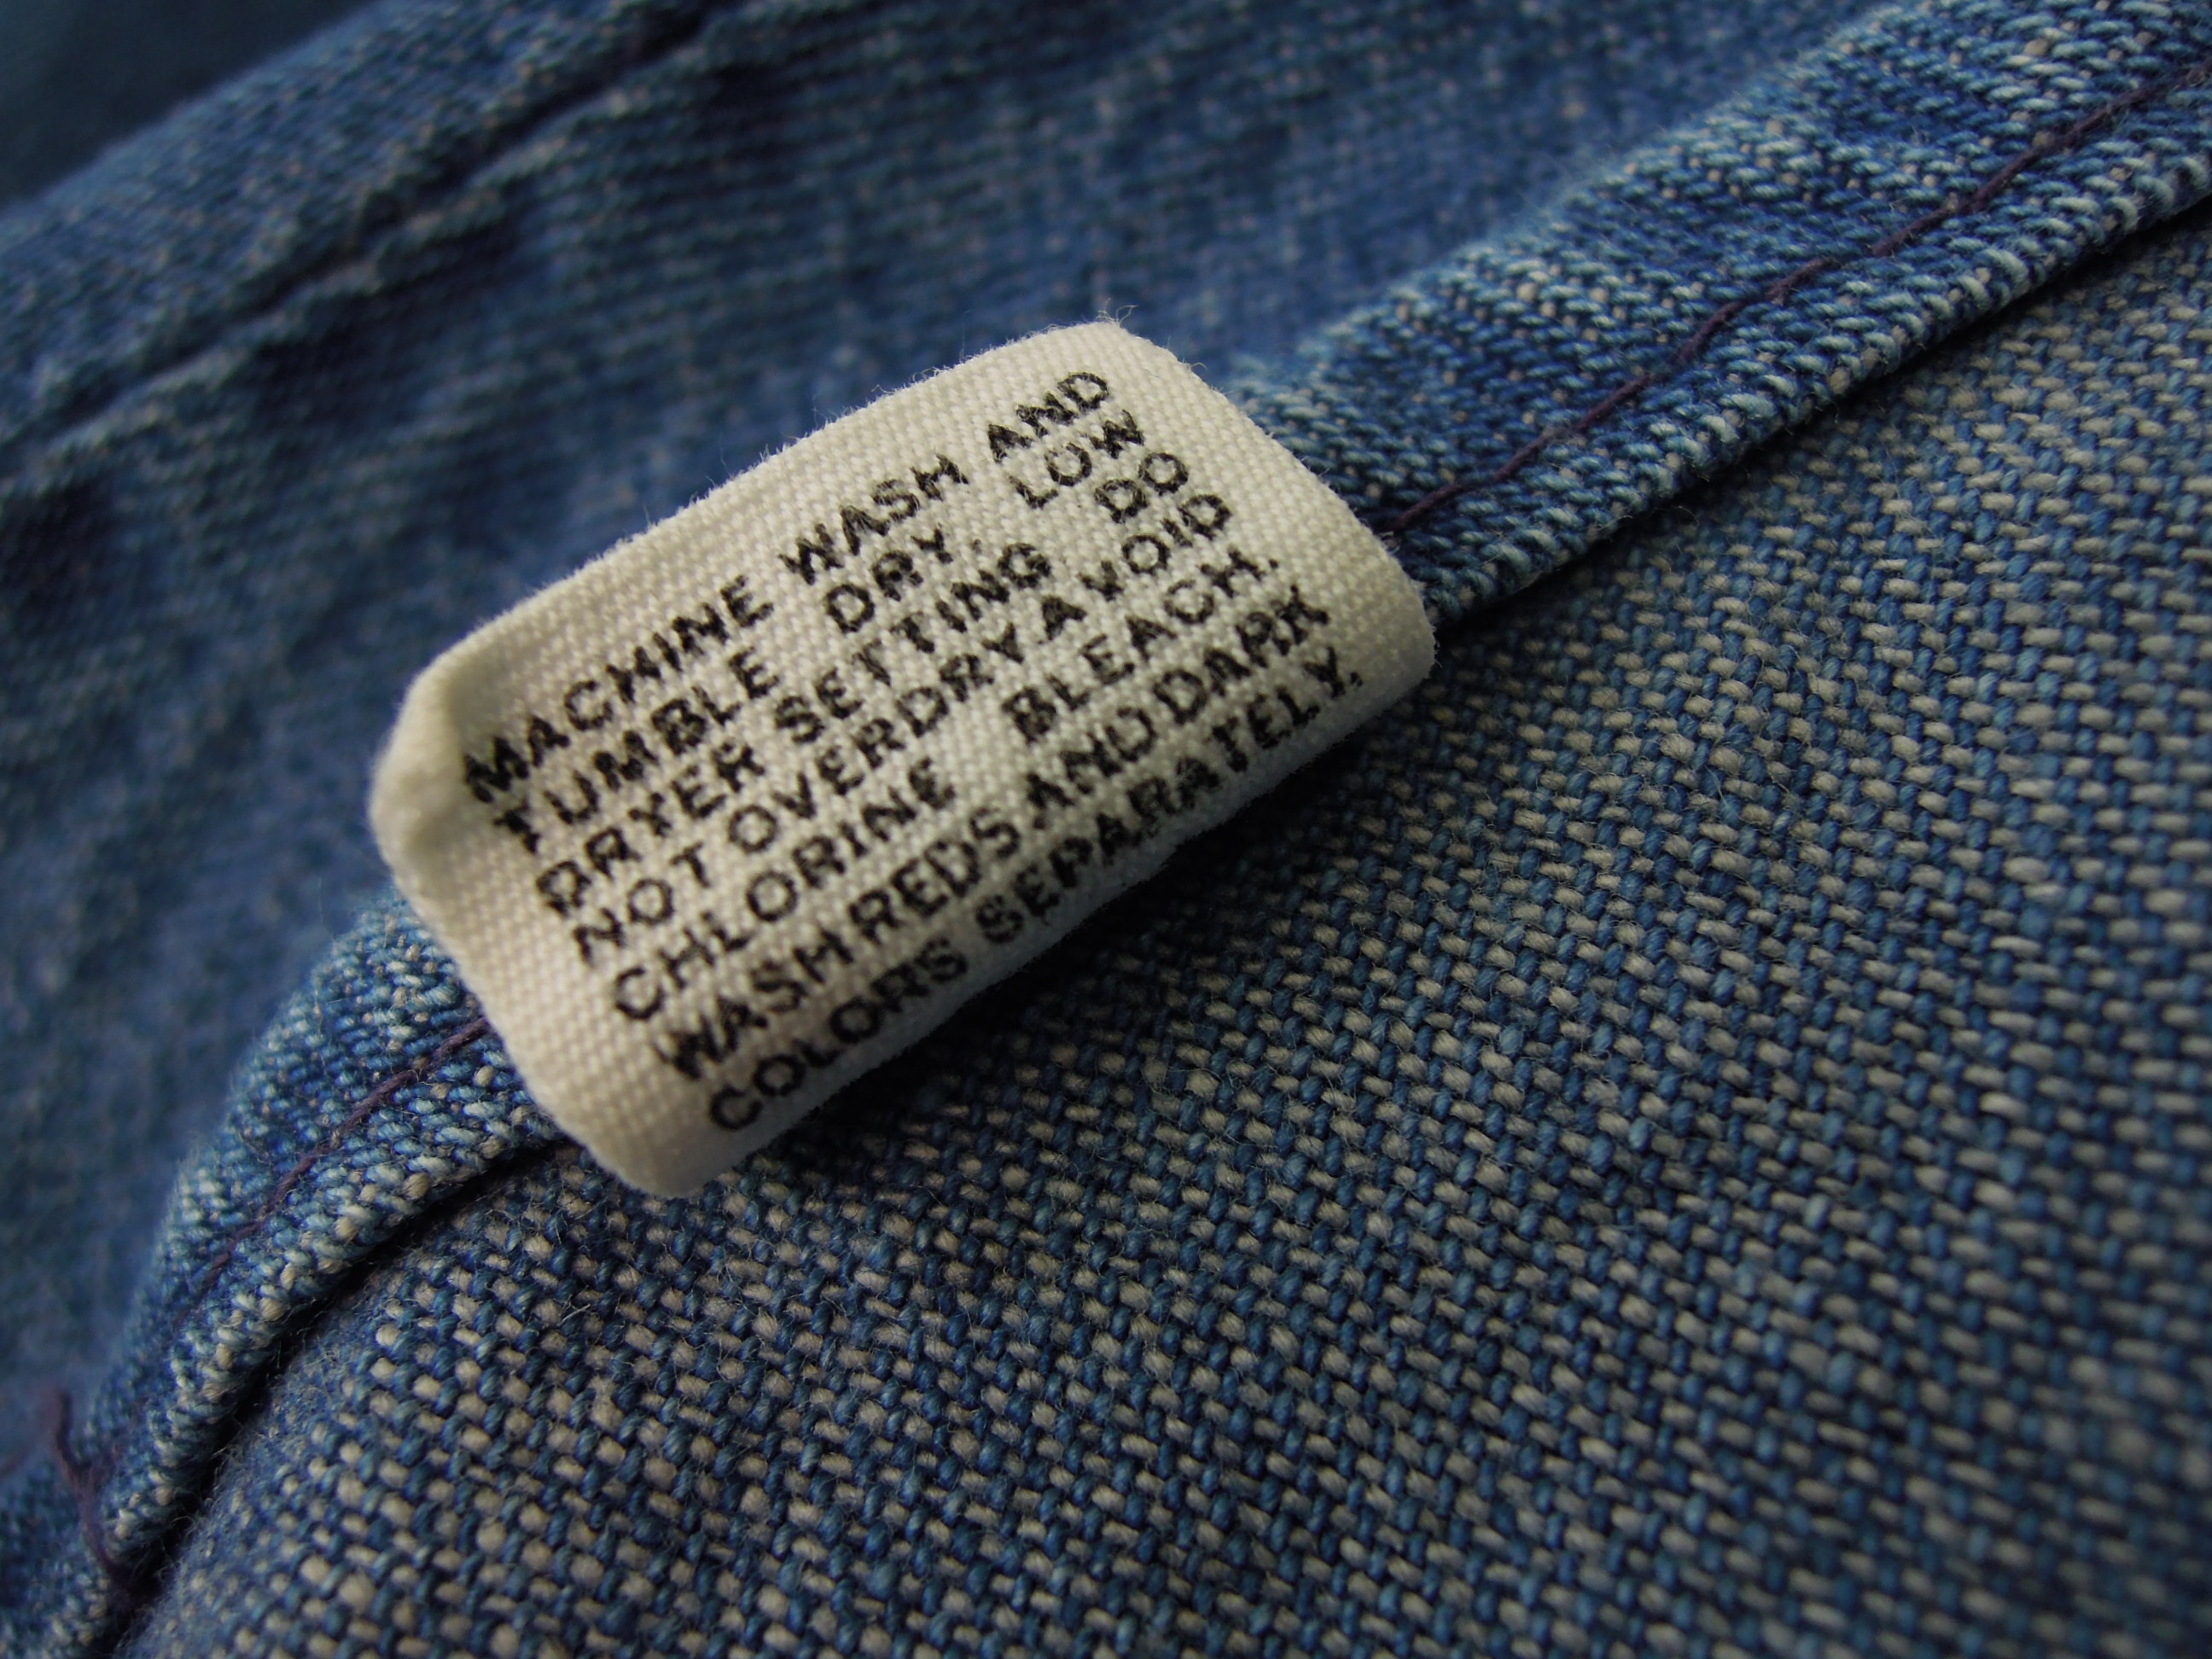 MACHINE WASH AND
TUMBLE DRY, LOW
DRYER SETTING DO
NOT OVERDRY AVOID
CHLORINE BLEACH.
WASH REDS AND DARK
COLORS SEPARATELY.